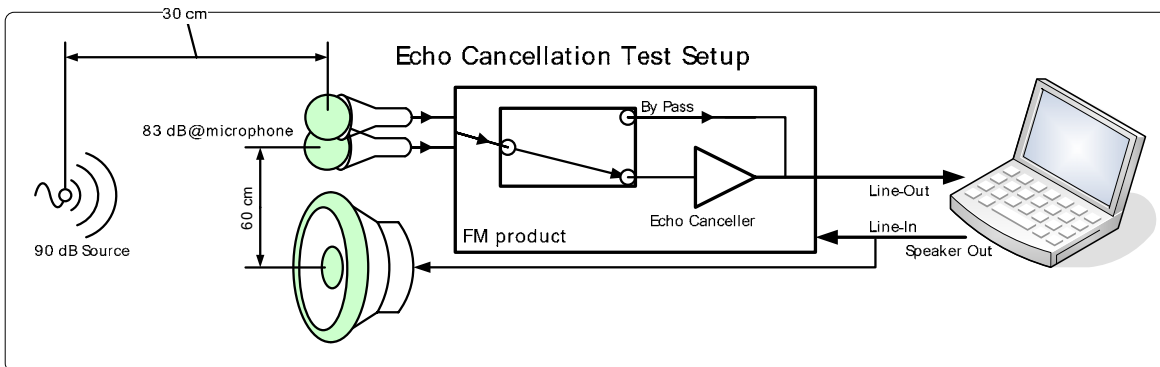 30 cm
Echo Cancellation Test Setup
By Pass
83 dB@microphone
60 cm
Line-Out
Echo Canceller
Line-In
FM product
90 dB Source
Speaker Out